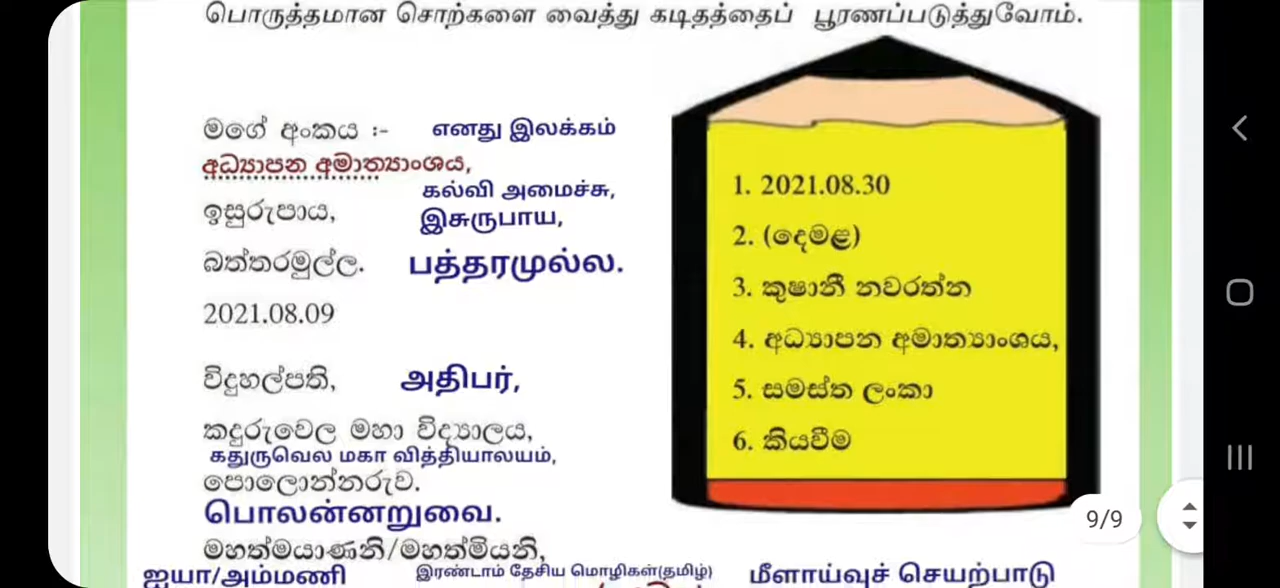 பொருத்தமான சொற்களை வைத்து கடிதத்தைப் பூரணப்படுத்துவோம்.
මගේ අංකය :- எனது இலக்கம்
අධ්‍යාපන අමාත්‍යාංශය,
கல்வி அமைச்சு,
ඉසුරුපාය, இசுருபாய,
බත්තරමුල්ල. பத்தரமுல்ல.
2021.08.09
විදුහල්පති, அதிபர்,
කදුරුවෙල මහා විද්‍යාලය,
கதுருவெல மகா வித்தியாலயம்,
පොලොන්නරුව.
பொலன்னறுவை.
මහත්මයාණනි/මහත්මියනි,
ஐயா/அம்மணி இரண்டாம் தேசிய மொழிகள்(தமிழ்) மீளாய்வுச் செயற்பாடு
1. 2021.08.30
2. (දෙමළ)
3. කුෂානී නවරත්න
4. අධ්‍යාපන අමාත්‍යාංශය,
5. සමස්ත ලංකා
6. කියවීම
9/9